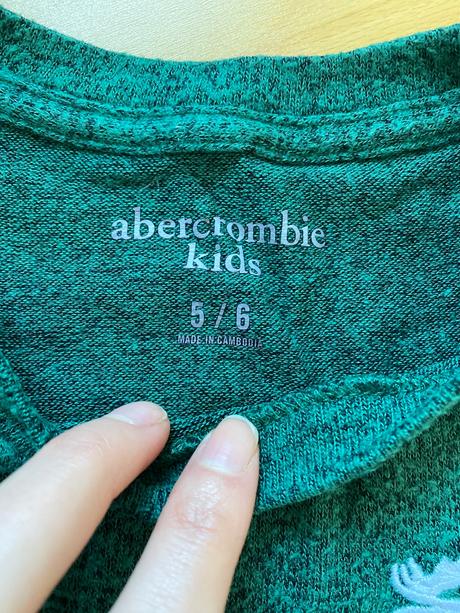 abercrombie
kids
5 / 6
MADE IN CAMBODIA